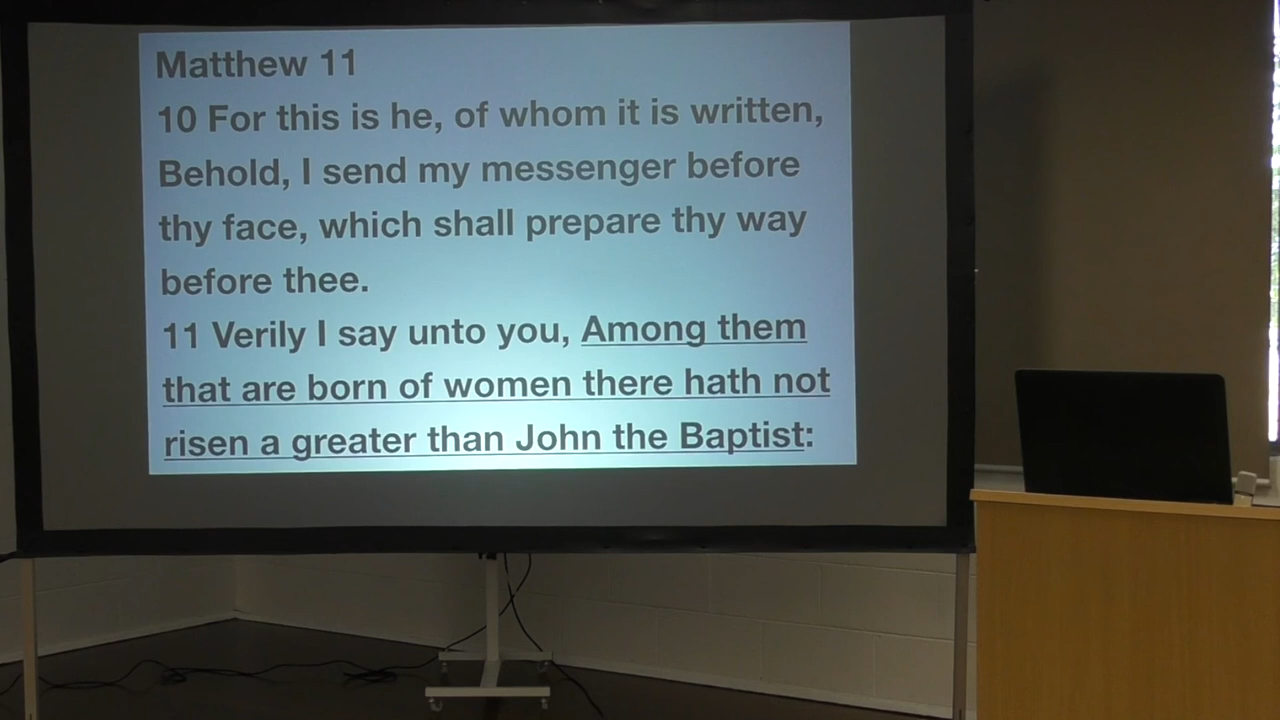 Matthew 11
10 For this is he, of whom it is written,
Behold, I send my messenger before
thy face, which shall prepare thy way
before thee.
11 Verily I say unto you, Among them
that are born of women there hath not
risen a greater than John the Baptist: